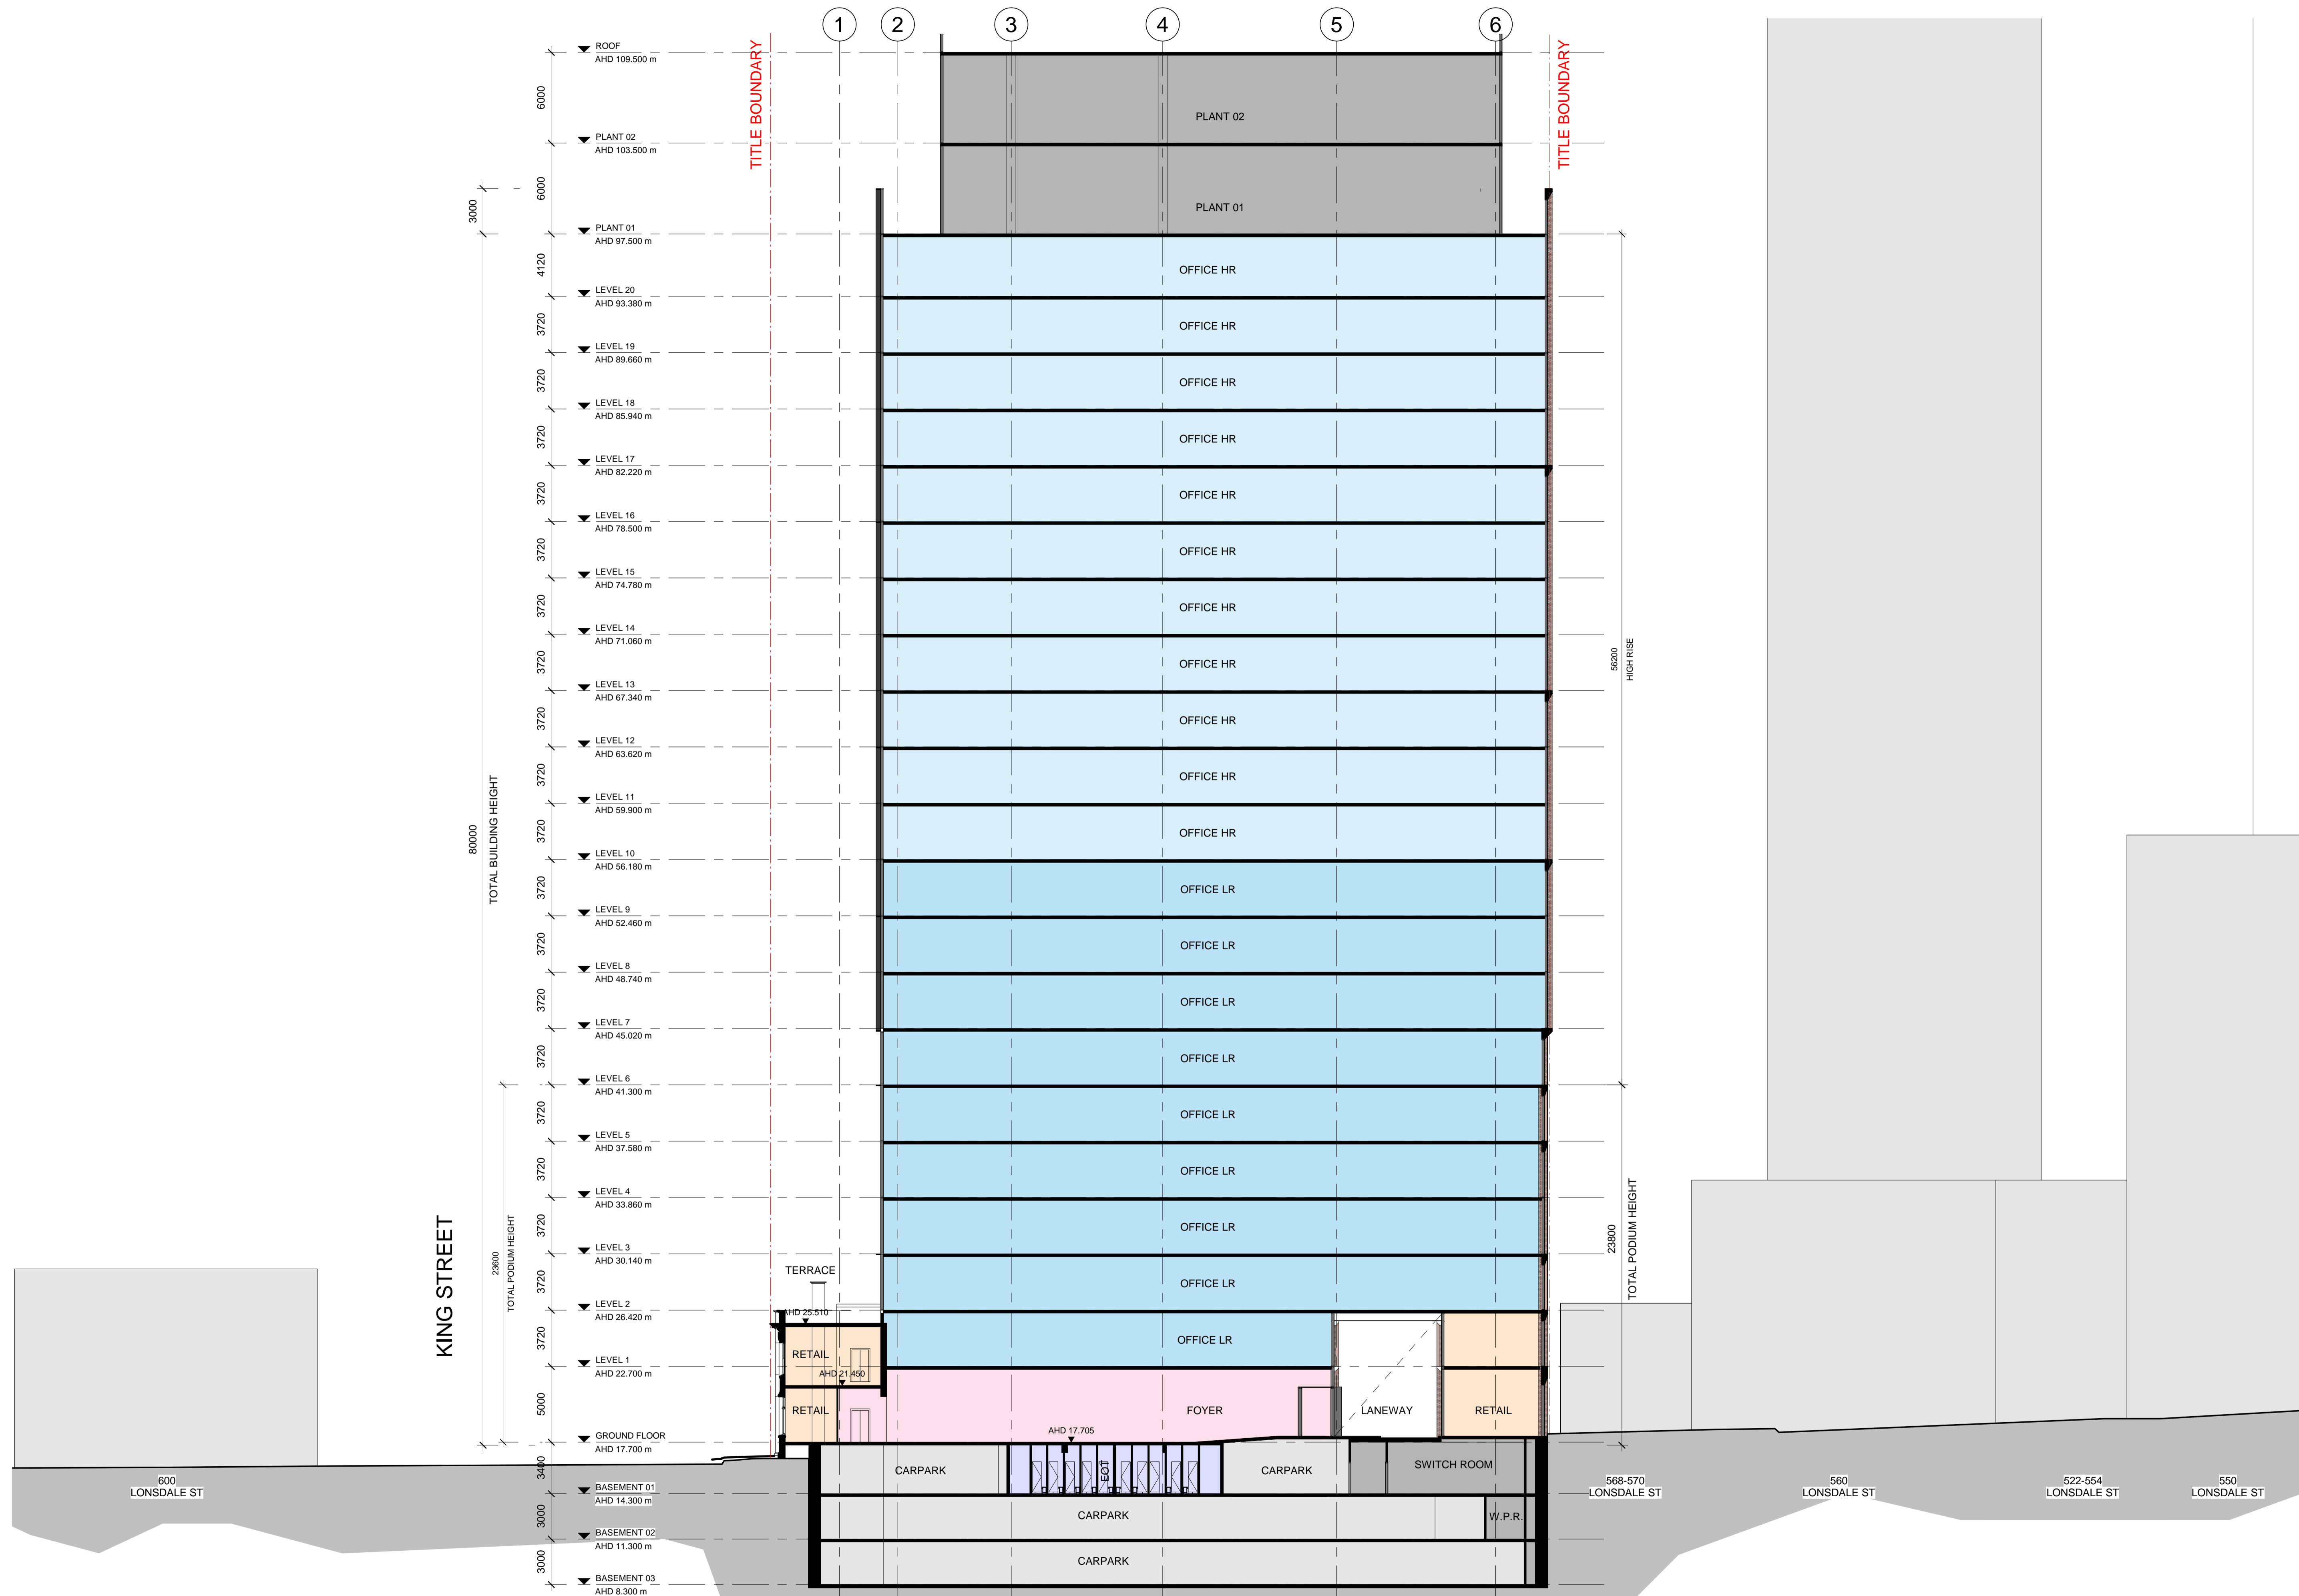 1
2
3
4
5
6
TITLE BOUNDARY
TITLE BOUNDARY
ROOF
AHD 109.500 m
6000
PLANT 02
PLANT 02
AHD 103.500 m
6000
3000
PLANT 01
PLANT 01
AHD 97.500 m
4120
OFFICE HR
LEVEL 20
AHD 93.380 m
3720
OFFICE HR
LEVEL 19
AHD 89.660 m
3720
OFFICE HR
LEVEL 18
AHD 85.940 m
3720
OFFICE HR
LEVEL 17
AHD 82.220 m
3720
OFFICE HR
LEVEL 16
AHD 78.500 m
3720
OFFICE HR
LEVEL 15
AHD 74.780 m
3720
OFFICE HR
LEVEL 14
AHD 71.060 m
3720
OFFICE HR
56200
HIGH RISE
LEVEL 13
AHD 67.340 m
3720
OFFICE HR
LEVEL 12
AHD 63.620 m
3720
OFFICE HR
LEVEL 11
AHD 59.900 m
3720
OFFICE HR
80000
TOTAL BUILDING HEIGHT
LEVEL 10
AHD 56.180 m
3720
OFFICE LR
LEVEL 9
AHD 52.460 m
3720
OFFICE LR
LEVEL 8
AHD 48.740 m
3720
OFFICE LR
LEVEL 7
AHD 45.020 m
3720
OFFICE LR
LEVEL 6
AHD 41.300 m
3720
OFFICE LR
LEVEL 5
AHD 37.580 m
3720
OFFICE LR
LEVEL 4
AHD 33.860 m
3720
OFFICE LR
KING STREET
23600
TOTAL PODIUM HEIGHT
23800
TOTAL PODIUM HEIGHT
LEVEL 3
AHD 30.140 m
3720
TERRACE
OFFICE LR
LEVEL 2
AHD 26.420 m
AHD 25.510
3720
RETAIL
OFFICE LR
LEVEL 1
AHD 22.700 m
AHD 21.450
5000
RETAIL
FOYER
LANEWAY
RETAIL
AHD 17.705
GROUND FLOOR
AHD 17.700 m
3400
CARPARK
EOT
CARPARK
SWITCH ROOM
600
LONSDALE ST
568-570
LONSDALE ST
560
LONSDALE ST
522-554
LONSDALE ST
550
LONSDALE ST
BASEMENT 01
AHD 14.300 m
3000
CARPARK
W.P.R.
BASEMENT 02
AHD 11.300 m
3000
CARPARK
BASEMENT 03
AHD 8.300 m